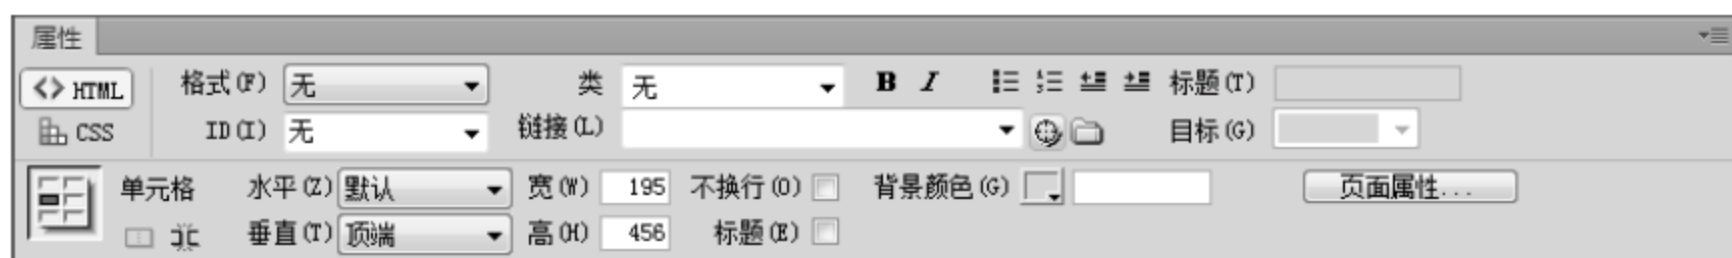 属性
<> HTML 格式(F) 无 类 无 B I 标题(T)
CSS ID(I) 无 链接(L) 目标(G)
单元格 水平(Z) 默认 宽(W) 195 不换行(O) 背景颜色(G) 页面属性...
垂直(T) 顶端 高(H) 456 标题(E)